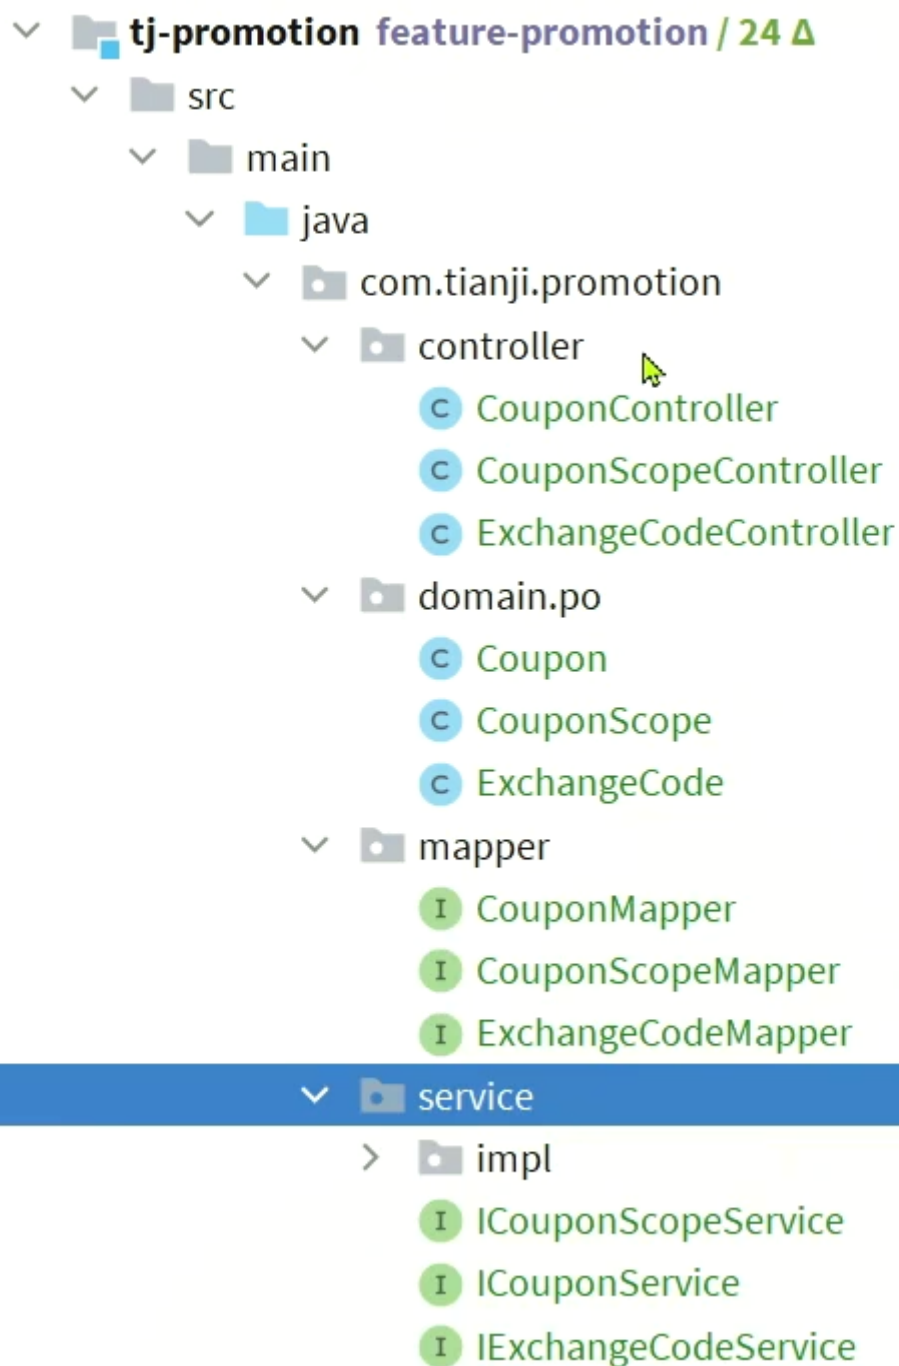 tj-promotion feature-promotion / 24 Δ
src
main
java
com.tianji.promotion
controller
C CouponController
C CouponScopeController
C ExchangeCodeController
domain.po
C Coupon
C CouponScope
C ExchangeCode
mapper
I CouponMapper
I CouponScopeMapper
I ExchangeCodeMapper
service
impl
I ICouponScopeService
I ICouponService
I IExchangeCodeService